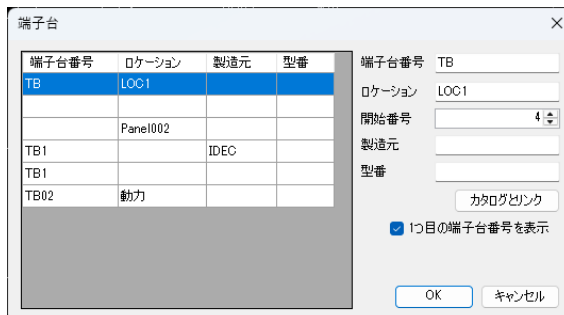 端子台
端子台番号 ロケーション 製造元 型番
TB LOC1
Panel002
TB1 IDEC
TB1
TB02 動力
端子台番号 TB
ロケーション LOC1
開始番号 4
製造元
型番
カタログとリンク
1つ目の端子台番号を表示
OK キャンセル